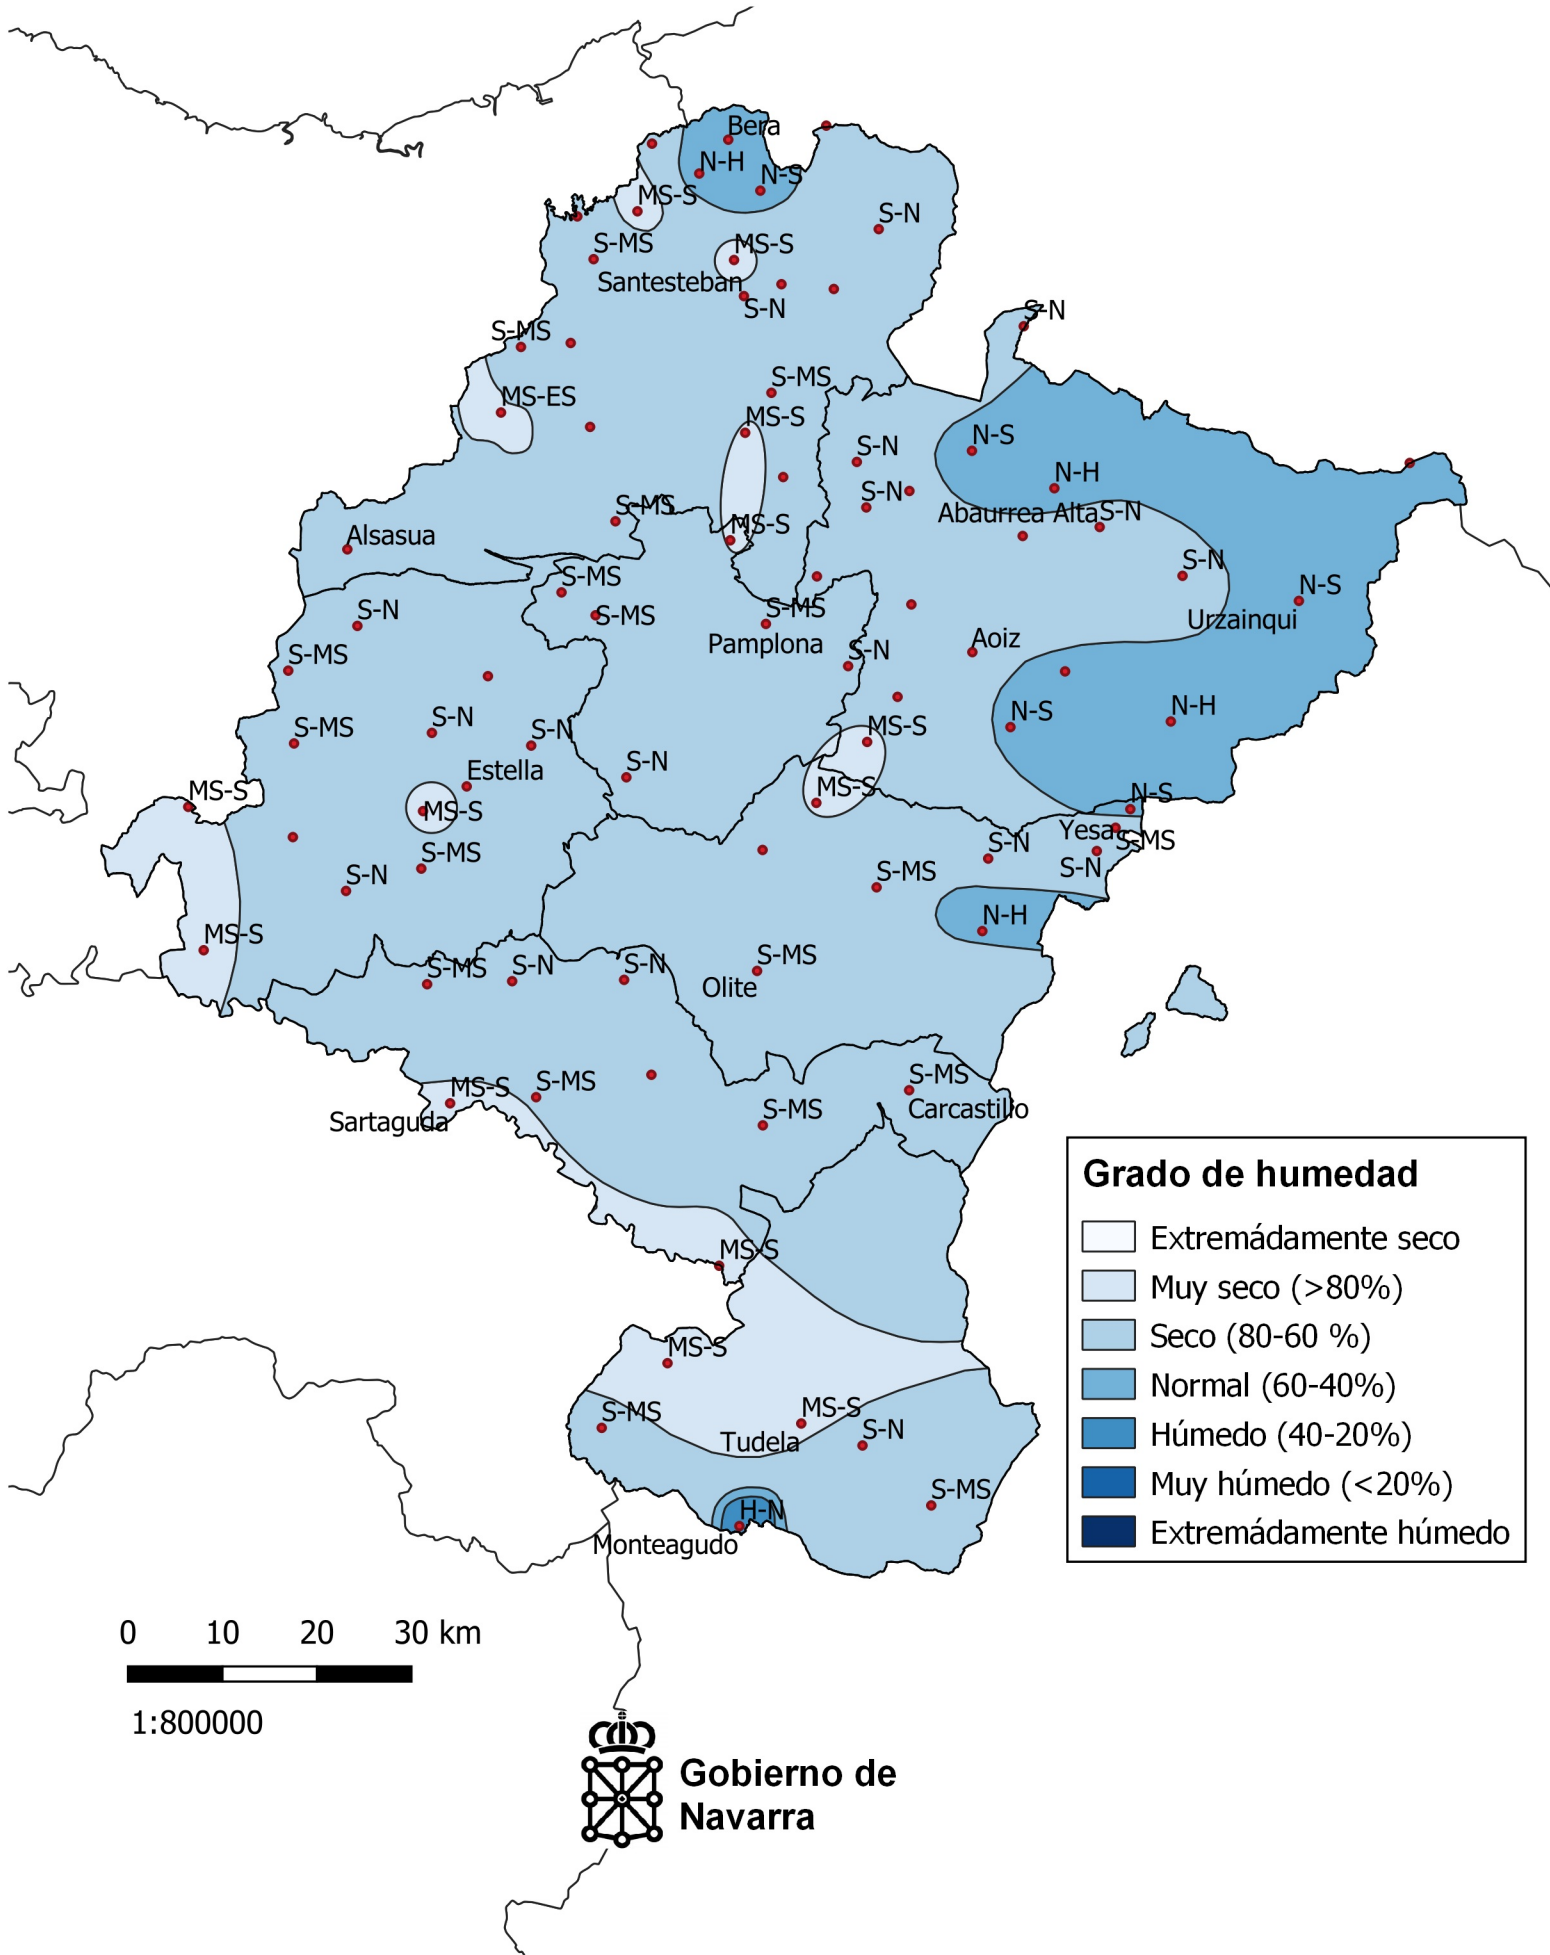 Bera
N-H
N-S
MS-S
S-N
S-MS
MS-S
Santesteban
S-N
S-N
S-MS
S-MS
MS-ES
MS-S
N-S
S-N
N-H
S-N
S-MS
Abaurrea Alta
S-N
MS-S
Alsasua
S-N
S-MS
N-S
S-N
S-MS
S-MS
Urzainqui
Pamplona
Aoiz
S-N
S-MS
N-S
N-H
S-N
S-MS
S-N
MS-S
S-N
Estella
MS-S
MS-S
N-S
MS-S
Yesa
S-MS
S-N
S-MS
S-N
S-MS
S-N
N-H
MS-S
S-MS
S-MS
S-N
S-N
Olite
S-MS
MS-S
S-MS
S-MS
Carcastillo
Sartaguda
Grado de humedad
Extremádamente seco
MS-S
Muy seco (>80%)
Seco (80-60 %)
MS-S
Normal (60-40%)
S-MS
MS-S
S-N
Tudela
Húmedo (40-20%)
Muy húmedo (<20%)
S-MS
H-N
Extremádamente húmedo
Monteagudo
0 10 20 30 km
1:800000
Gobierno de
Navarra